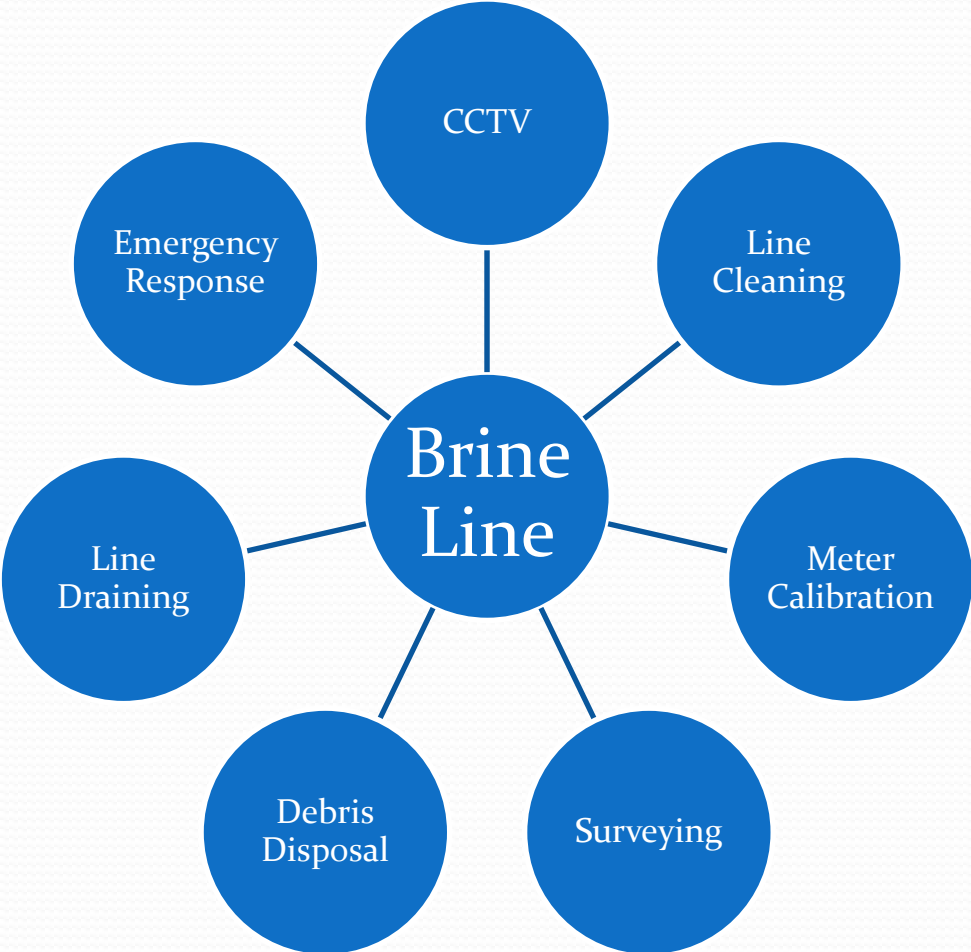 CCTV
Line
Cleaning
Meter
Calibration
Surveying
Debris
Disposal
Line
Draining
Emergency
Response
Brine
Line